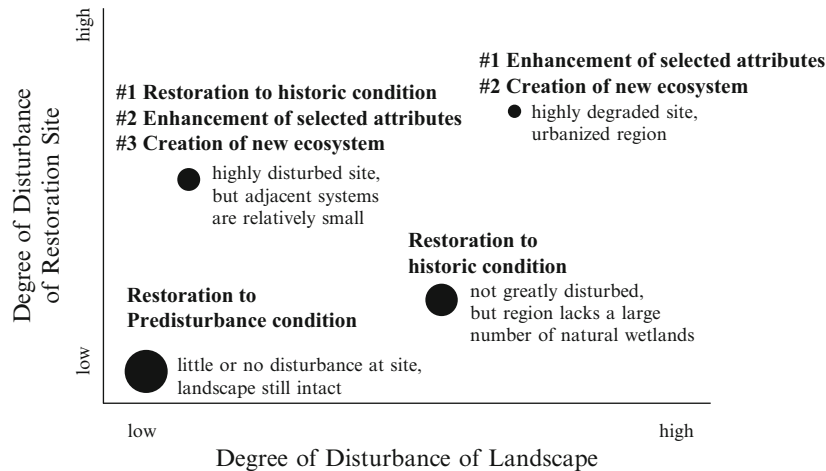 high
Degree of Disturbance
of Restoration Site
low
#1 Restoration to historic condition
#2 Enhancement of selected attributes
#3 Creation of new ecosystem
highly disturbed site,
but adjacent systems
are relatively small
#1 Enhancement of selected attributes
#2 Creation of new ecosystem
highly degraded site,
urbanized region
Restoration to
historic condition
not greatly disturbed,
but region lacks a large
number of natural wetlands
Restoration to
Predisturbance condition
little or no disturbance at site,
landscape still intact
low
high
Degree of Disturbance of Landscape